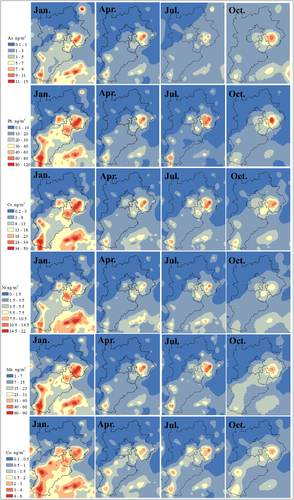 Jan.
Apr.
Jul.
Oct.
As ng/m³
0.1 - 1
1 - 3
3 - 5
5 - 7
7 - 9
9 - 11
11 - 15
Jan.
Apr.
Jul.
Oct.
Pb ng/m³
0.1 - 10
10 - 20
20 - 30
30 - 40
40 - 60
60 - 80
80 - 120
Jan.
Apr.
Jul.
Oct.
Cr ng/m³
0.2 - 3
3 - 8
8 - 13
13 - 18
18 - 23
24 - 34
34 - 50
Jan.
Apr.
Jul.
Oct.
Ni ng/m³
0 - 1.5
1.5 - 3.5
3.5 - 5.5
5.5 - 7.5
7.5 - 10.5
10.5 - 14.5
14.5 - 22
Jan.
Apr.
Jul.
Oct.
Mn ng/m³
1 - 7
7 - 15
15 - 23
23 - 31
40 - 60
60 - 90
Jan.
Apr.
Jul.
Oct.
ng/m³
0.1 - 0.5
0.5 - 1
1 - 1.5
1.5 - 2
2 - 3
3 - 4
4 - 6